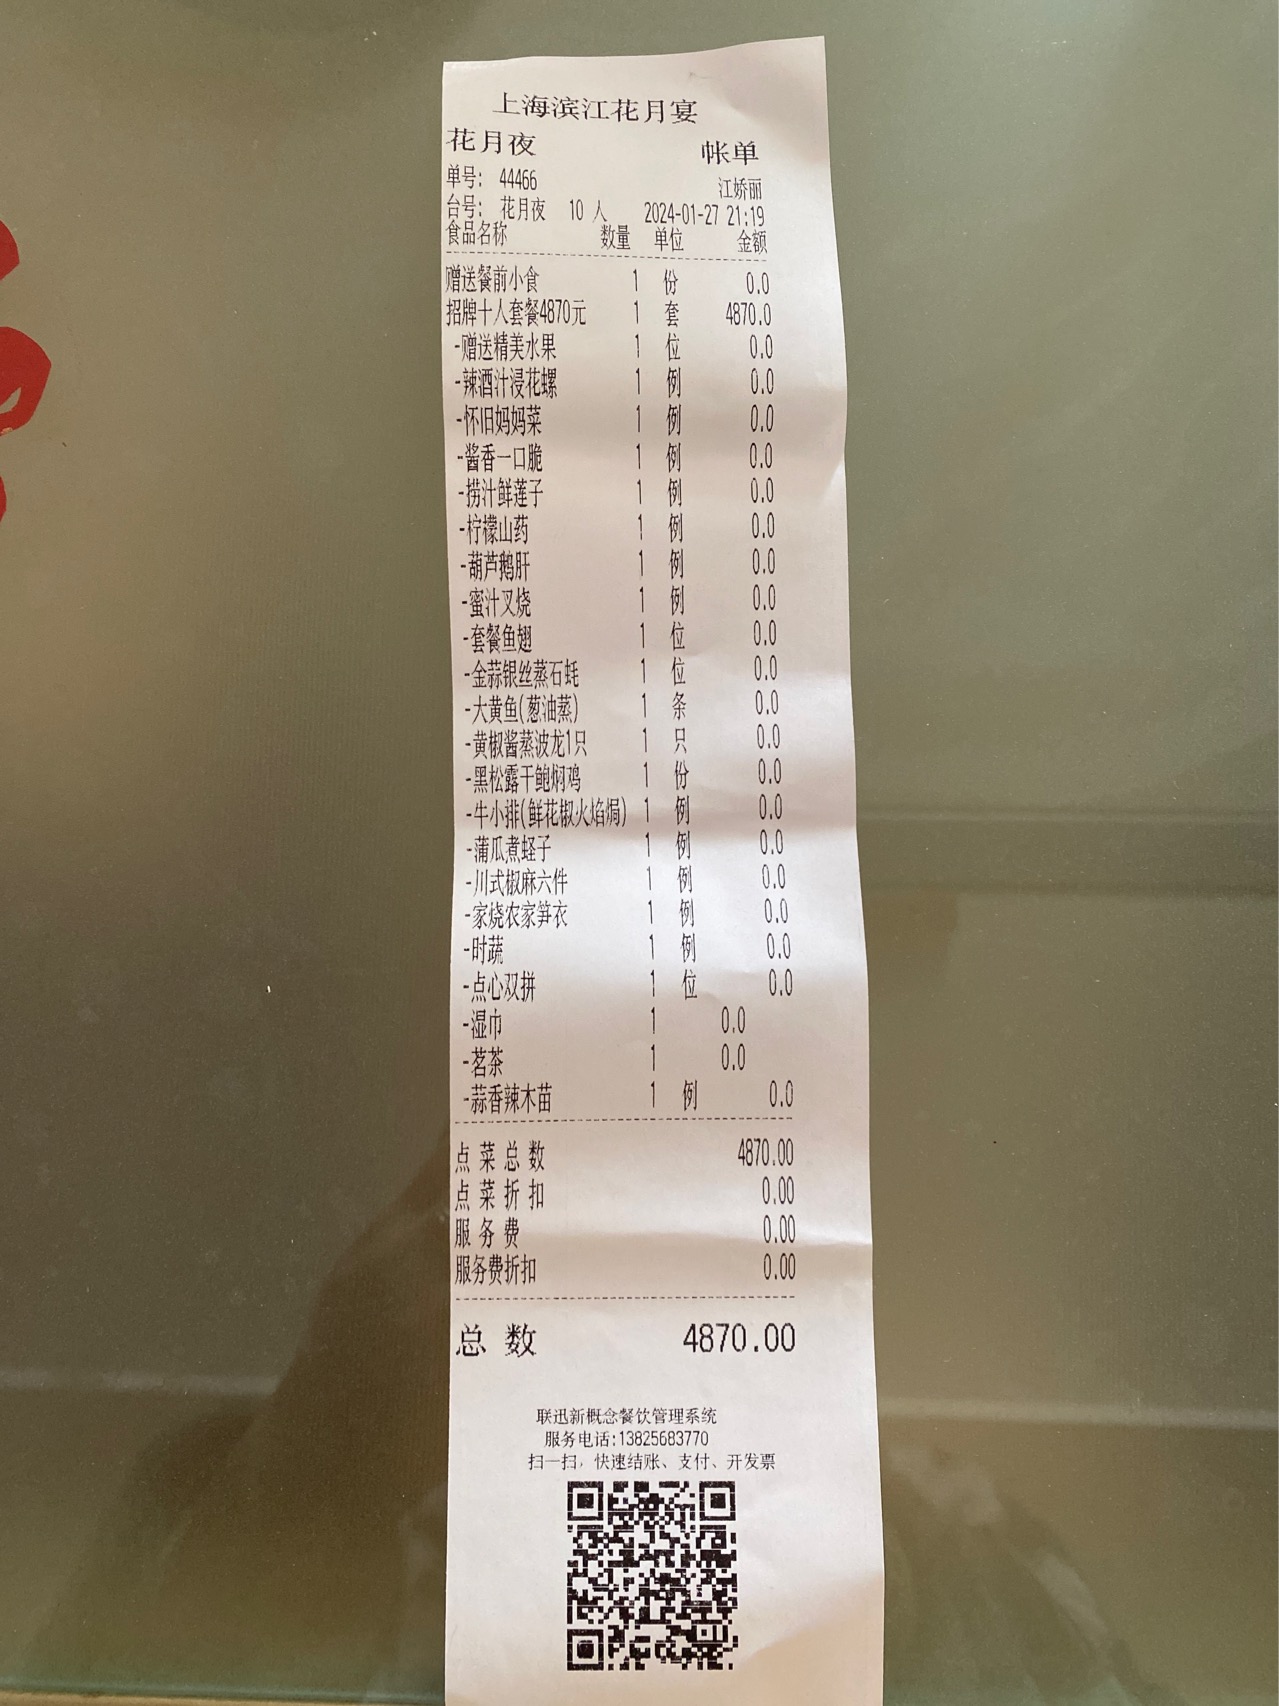 上海滨江花月宴
花月夜 帐单
单号: 44466 江娇丽
台号: 花月夜 10 人 2024-01-27 21:19
食品名称 数量 单位 金额
赠送餐前小食 1 份 0.0
招牌十人套餐4870元 1 套 4870.0
-赠送精美水果 1 位 0.0
-辣酒汁浸花螺 1 例 0.0
-怀旧妈妈菜 1 例 0.0
-酱香一口脆 1 例 0.0
-捞汁鲜莲子 1 例 0.0
-柠檬山药 1 例 0.0
-葫芦鹅肝 1 例 0.0
-蜜汁叉烧 1 例 0.0
-套餐鱼翅 1 位 0.0
-金蒜银丝蒸石蚝 1 位 0.0
-大黄鱼(葱油蒸) 1 条 0.0
-黄椒酱蒸波龙1只 1 只 0.0
-黑松露干鲍焖鸡 1 份 0.0
-牛小排(鲜花椒火焰焗) 1 例 0.0
-蒲瓜煮蛏子 1 例 0.0
-川式椒麻六件 1 例 0.0
-家烧农家笋衣 1 例 0.0
-时蔬 1 例 0.0
-点心双拼 1 位 0.0
-湿巾 1 0.0
-茗茶 1 0.0
-蒜香辣木苗 1 例 0.0
点菜总数 4870.00
点菜折扣 0.00
服务费 0.00
服务费折扣 0.00
总数 4870.00
联迅新概念餐饮管理系统
服务电话:13825683770
扫一扫，快速结账、支付、开发票